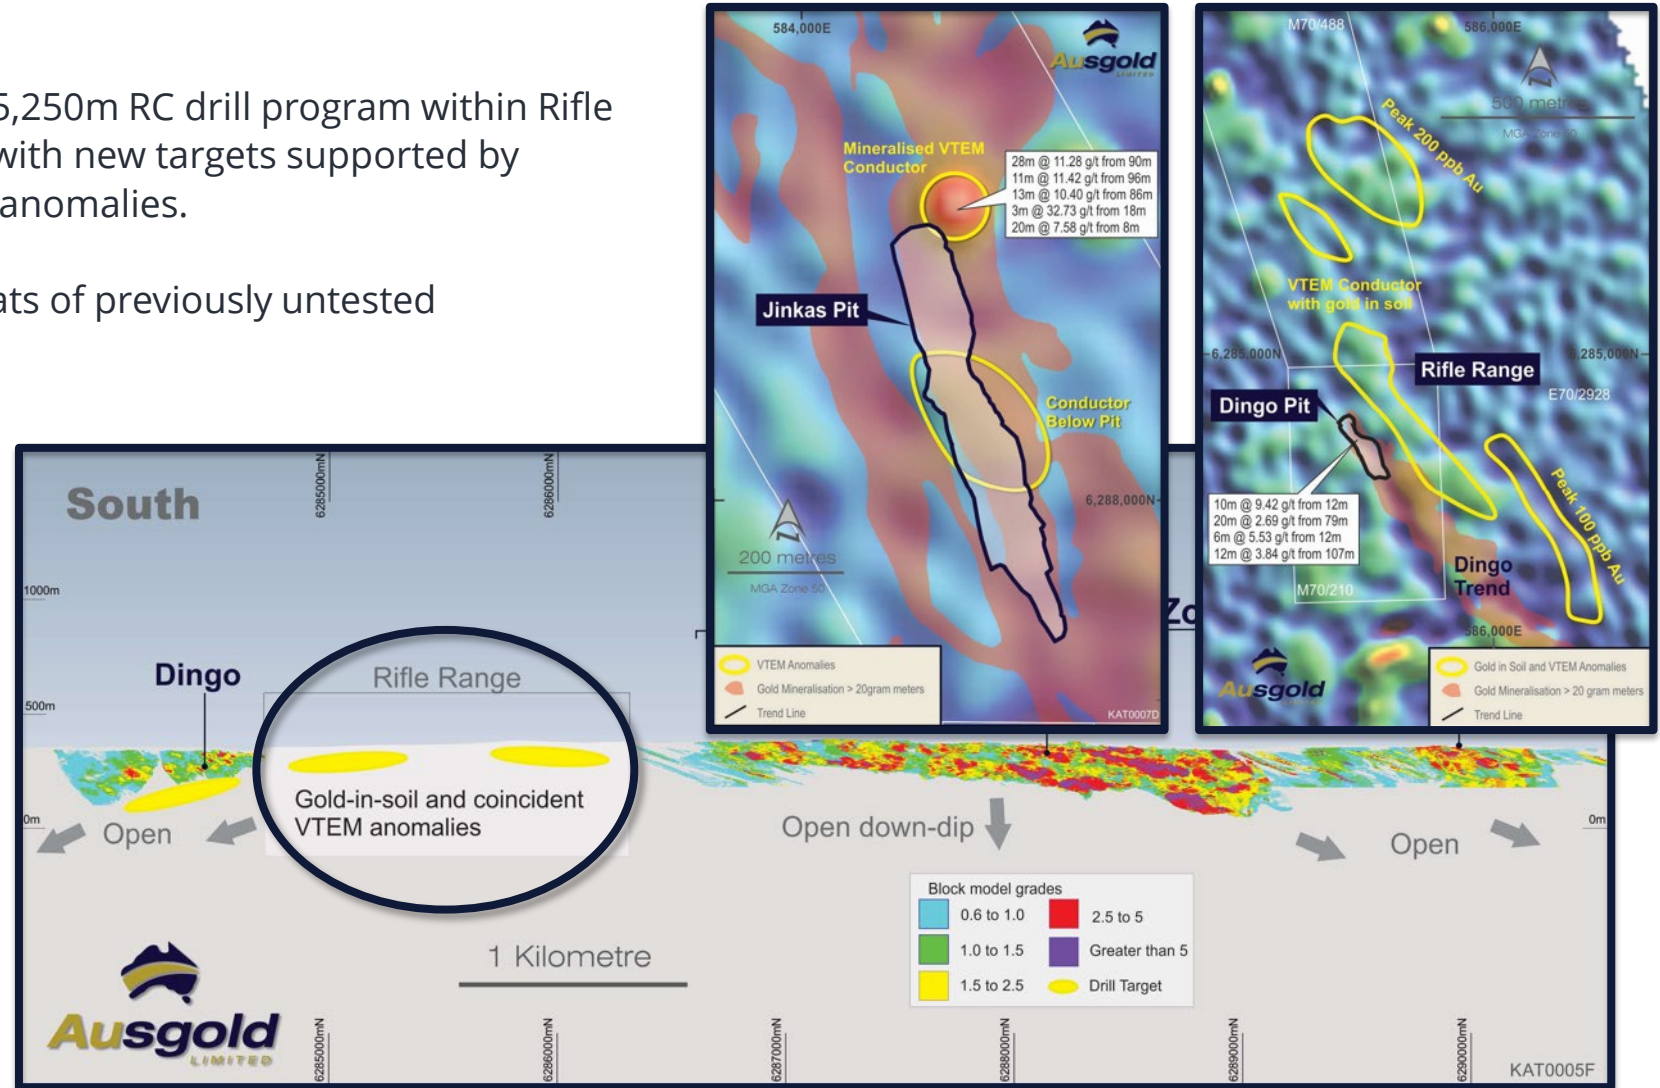 5,250m RC drill program within Rifle
with new targets supported by
anomalies.
ats of previously untested
584,000E
Ausgold
LIMITED
Mineralised VTEM
Conductor
28m @ 11.28 g/t from 90m
11m @ 11.42 g/t from 96m
13m @ 10.40 g/t from 86m
3m @ 32.73 g/t from 18m
20m @ 7.58 g/t from 8m
Jinkas Pit
Conductor
Below Pit
6,288,000N
200 metres
MGA Zone 50
VTEM Anomalies
Gold Mineralisation > 20gram meters
Trend Line
KAT0007D
M70/488
586,000E
500 metres
MGA Zone 50
Peak 200 ppb Au
VTEM Conductor
with gold in soil
6,285,000N
6,285,000N
Rifle Range
E70/2928
Dingo Pit
10m @ 9.42 g/t from 12m
20m @ 2.69 g/t from 79m
6m @ 5.53 g/t from 12m
12m @ 3.84 g/t from 107m
Peak 100 ppb Au
Dingo
Trend
M70/210
586,000E
Ausgold
LIMITED
Gold in Soil and VTEM Anomalies
Gold Mineralisation > 20 gram meters
Trend Line
South
6285000mN
6286000mN
1000m
Zo
Dingo
Rifle Range
500m
Gold-in-soil and coincident
VTEM anomalies
0m
Open
Open down-dip
Open
0m
Block model grades
0.6 to 1.0
2.5 to 5
1.0 to 1.5
Greater than 5
1.5 to 2.5
Drill Target
1 Kilometre
Ausgold
LIMITED
6285000mN
6286000mN
6287000mN
6288000mN
6289000mN
6290000mN
KAT0005F